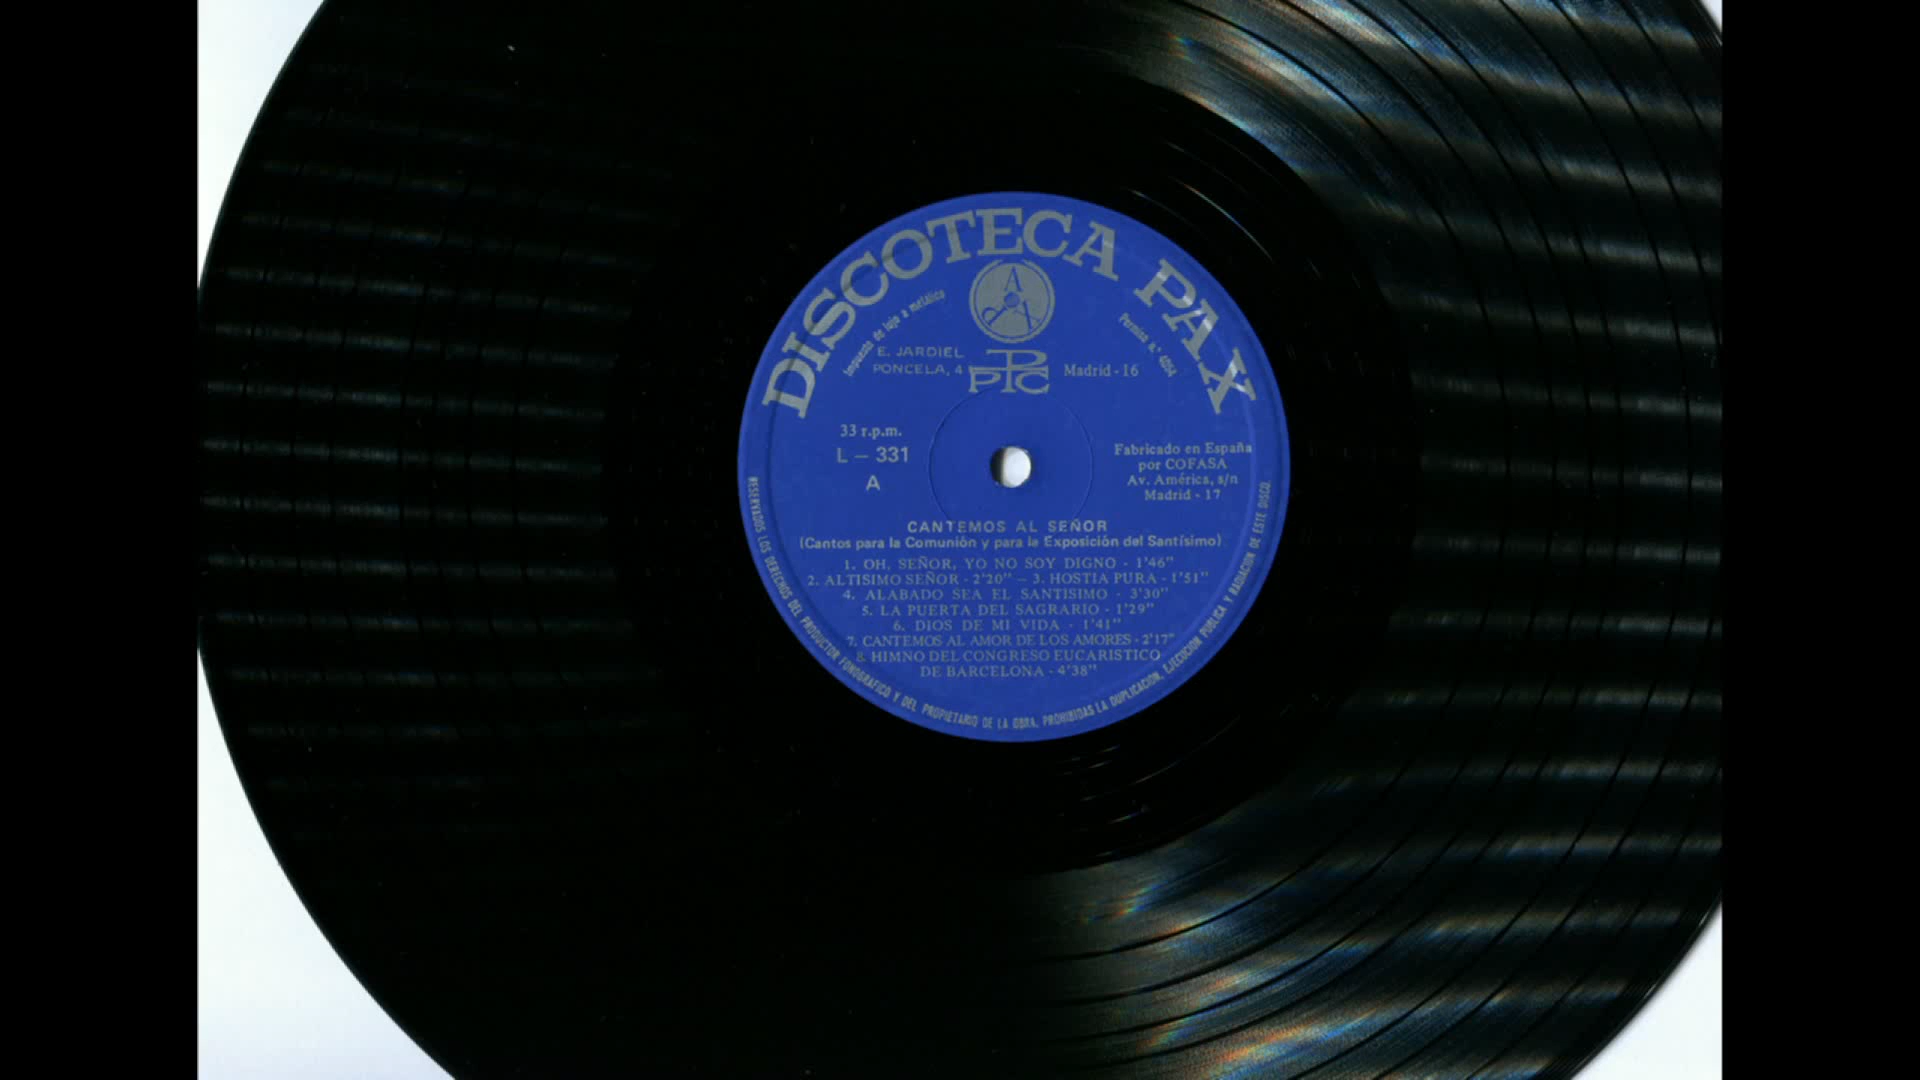 DISCOTECA PAX
Impuesto de lujo a metálico
Permiso n.º 4064
E. JARDIEL
PONCELA, 4
PPC
Madrid - 16
33 r.p.m.
L – 331
A
Fabricado en España
por COFASA
Av. América, s/n
Madrid - 17
CANTEMOS AL SEÑOR
(Cantos para la Comunión y para la Exposición del Santísimo)
1. OH, SEÑOR, YO NO SOY DIGNO - 1'46"
2. ALTISIMO SEÑOR - 2'20" – 3. HOSTIA PURA - 1'51"
4. ALABADO SEA EL SANTISIMO - 3'30"
5. LA PUERTA DEL SAGRARIO - 1'29"
6. DIOS DE MI VIDA - 1'41"
7. CANTEMOS AL AMOR DE LOS AMORES - 2'17"
8. HIMNO DEL CONGRESO EUCARISTICO
DE BARCELONA - 4'38"
RESERVADOS LOS DERECHOS DEL PRODUCTOR FONOGRAFICO Y DEL PROPIETARIO DE LA OBRA. PROHIBIDAS LA DUPLICACION, EJECUCION PUBLICA Y RADIACION DE ESTE DISCO.